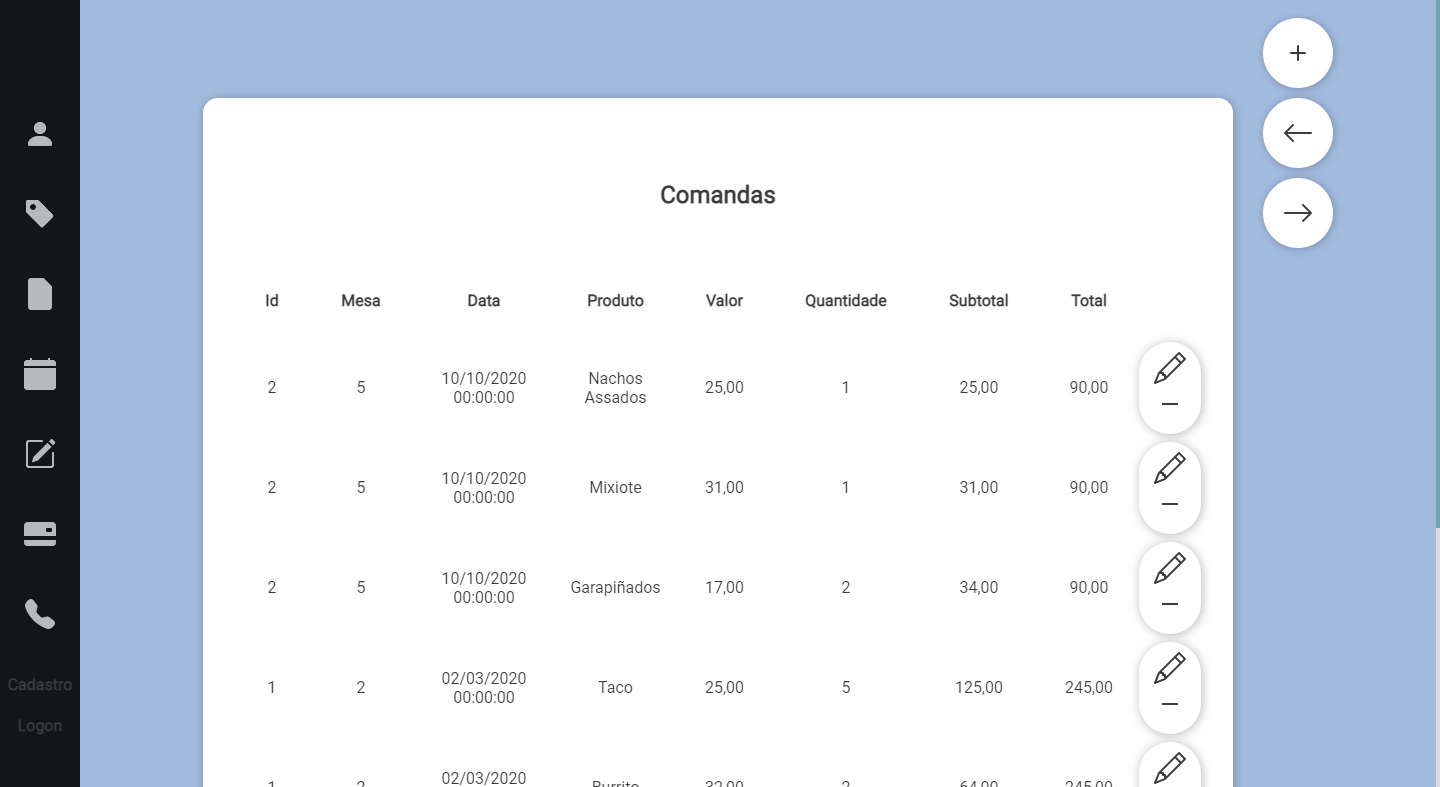 Comandas
Id Mesa Data Produto Valor Quantidade Subtotal Total
2 5 10/10/2020 00:00:00 Nachos Assados 25,00 1 25,00 90,00
2 5 10/10/2020 00:00:00 Mixiote 31,00 1 31,00 90,00
2 5 10/10/2020 00:00:00 Garapiñados 17,00 2 34,00 90,00
1 2 02/03/2020 00:00:00 Taco 25,00 5 125,00 245,00
1 2 02/03/2020 Burrito 32,00 2 64,00 245,00
Cadastro
Logon